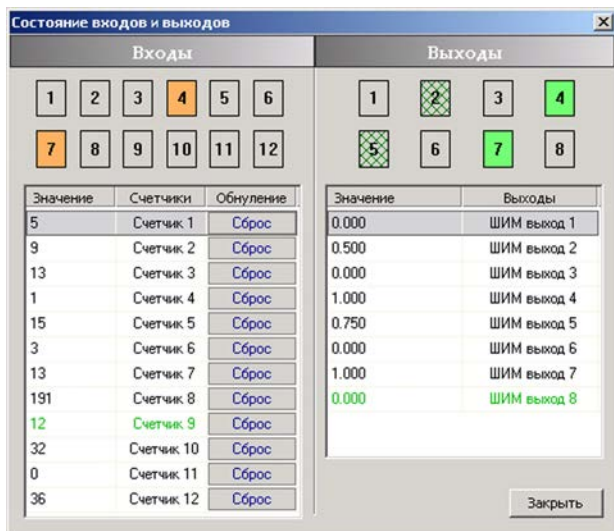 Состояние входов и выходов
Входы
1 2 3 4 5 6
7 8 9 10 11 12
Значение Счетчики Обнуление
5 Счетчик 1 Сброс
9 Счетчик 2 Сброс
13 Счетчик 3 Сброс
1 Счетчик 4 Сброс
15 Счетчик 5 Сброс
3 Счетчик 6 Сброс
13 Счетчик 7 Сброс
191 Счетчик 8 Сброс
12 Счетчик 9 Сброс
32 Счетчик 10 Сброс
0 Счетчик 11 Сброс
36 Счетчик 12 Сброс
Выходы
1 2 3 4
5 6 7 8
Значение Выходы
0.000 ШИМ выход 1
0.500 ШИМ выход 2
0.000 ШИМ выход 3
1.000 ШИМ выход 4
0.750 ШИМ выход 5
0.000 ШИМ выход 6
1.000 ШИМ выход 7
0.000 ШИМ выход 8
Закрыть